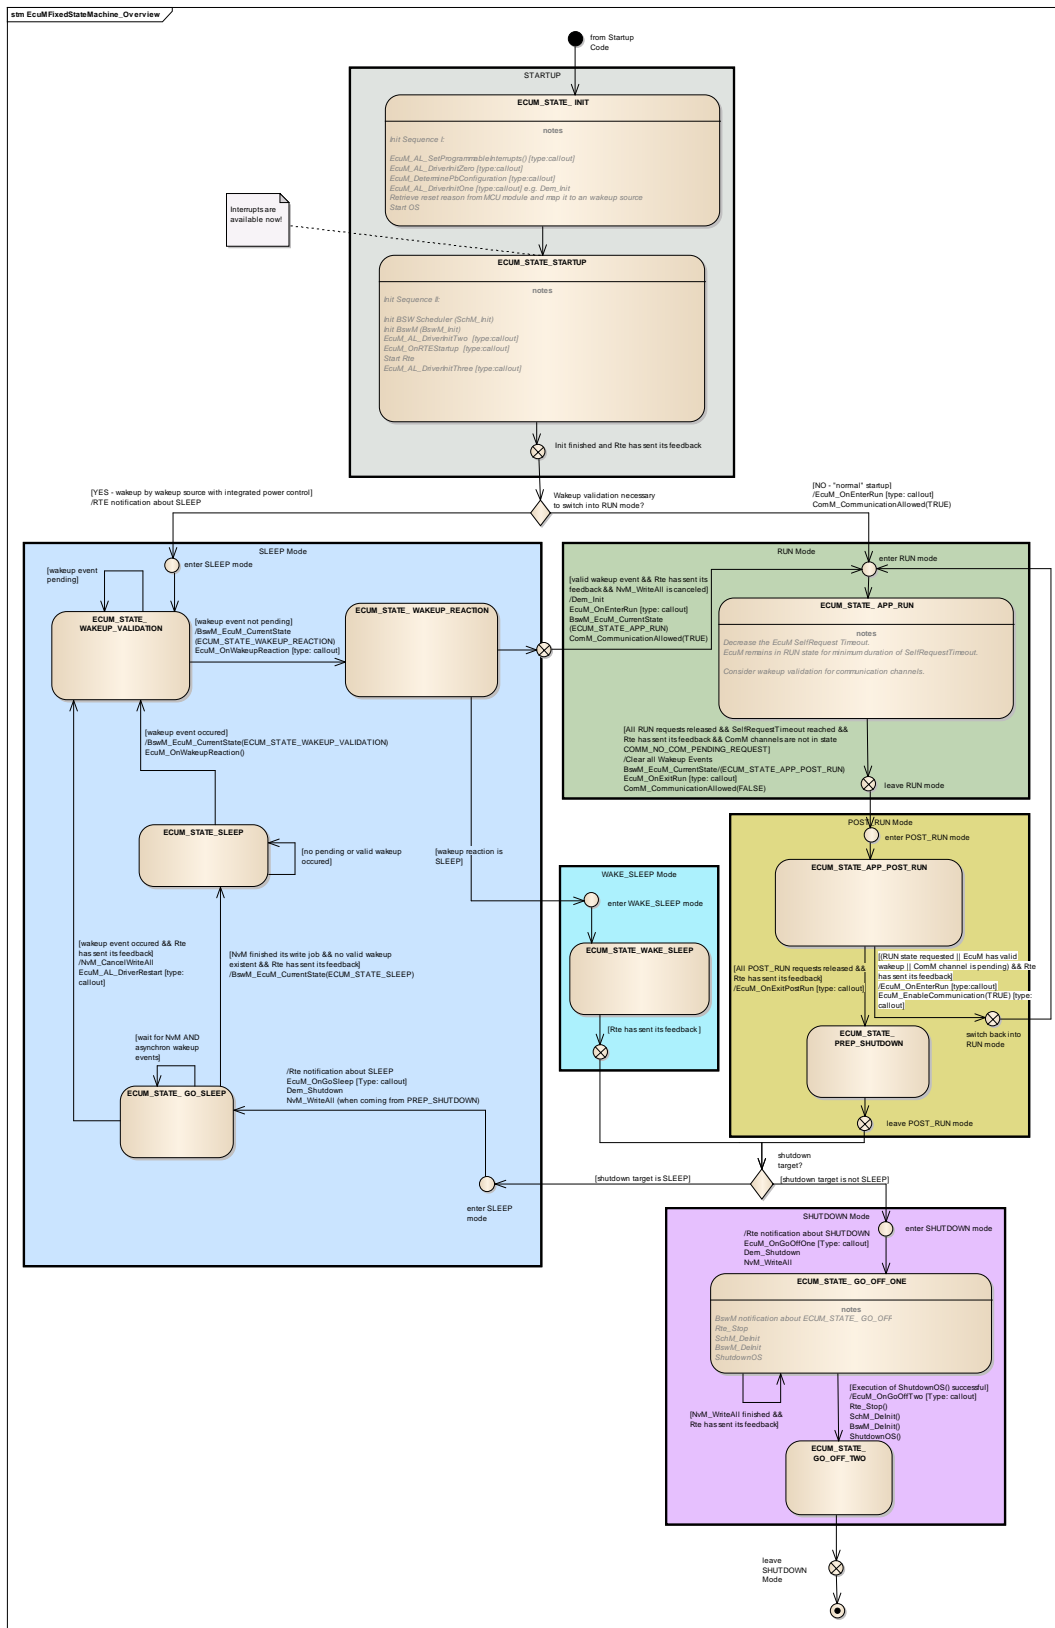 stm EcuMFixedStateMachine_Overview
from Startup
Code
STARTUP
ECUM_STATE_ INIT
notes
Init Sequence I:
EcuM_AL_SetProgrammableInterrupts() [type:callout]
EcuM_AL_DriverInitZero [type:callout]
EcuM_DeterminePbConfiguration [type:callout]
EcuM_AL_DriverInitOne [type:callout] e.g. Dem_Init
Retrieve reset reason from MCU module and map it to an wakeup source
Start OS
Interrupts are
available now!
ECUM_STATE_STARTUP
notes
Init Sequence II:
Init BSW Scheduler (SchM_Init)
Init BswM (BswM_Init)
EcuM_AL_DriverInitTwo [type:callout]
EcuM_OnRTEStartup [type:callout]
Start Rte
EcuM_AL_DriverInitThree [type:callout]
Init finished and Rte has sent its feedback
[YES - wakeup by wakeup source with integrated power control]
/RTE notification about SLEEP
Wakeup validation necessary
to switch into RUN mode?
[NO - "normal" startup]
/EcuM_OnEnterRun [type: callout]
ComM_CommunicationAllowed(TRUE)
SLEEP Mode
enter SLEEP mode
[wakeup event
pending]
ECUM_STATE_
WAKEUP_VALIDATION
[wakeup event not pending]
/BswM_EcuM_CurrentState
(ECUM_STATE_WAKEUP_REACTION)
EcuM_OnWakeupReaction [type: callout]
ECUM_STATE_ WAKEUP_REACTION
RUN Mode
enter RUN mode
[valid wakeup event && Rte has sent its
feedback && NvM_WriteAll is canceled]
/Dem_Init
EcuM_OnEnterRun [type: callout]
BswM_EcuM_CurrentState
(ECUM_STATE_APP_RUN)
ComM_CommunicationAllowed(TRUE)
ECUM_STATE_ APP_RUN
notes
Decrease the EcuM SelfRequest Timeout.
EcuM remains in RUN state for minimum duration of SelfRequestTimeout.
Consider wakeup validation for communication channels.
[All RUN requests released && SelfRequestTimeout reached &&
Rte has sent its feedback && ComM channels are not in state
COMM_NO_COM_PENDING_REQUEST]
/Clear all Wakeup Events
BswM_EcuM_CurrentState/(ECUM_STATE_APP_POST_RUN)
EcuM_OnExitRun [type: callout]
ComM_CommunicationAllowed(FALSE)
leave RUN mode
[wakeup event occured]
/BswM_EcuM_CurrentState(ECUM_STATE_WAKEUP_VALIDATION)
EcuM_OnWakeupReaction()
ECUM_STATE_SLEEP
[no pending or valid wakeup
occured]
[wakeup reaction is
SLEEP]
POST_RUN Mode
enter POST_RUN mode
ECUM_STATE_APP_POST_RUN
WAKE_SLEEP Mode
enter WAKE_SLEEP mode
ECUM_STATE_WAKE_SLEEP
[Rte has sent its feedback ]
[wakeup event occured && Rte
has sent its feedback]
/NvM_CancelWriteAll
EcuM_AL_DriverRestart [type:
callout]
[NvM finished its write job && no valid wakeup
existent && Rte has sent its feedback]
/BswM_EcuM_CurrentState(ECUM_STATE_SLEEP)
[All POST_RUN requests released &&
Rte has sent its feedback]
/EcuM_OnExitPostRun [type: callout]
[(RUN state requested || EcuM has valid
wakeup || ComM channel is pending) && Rte
has sent its feedback]
/EcuM_OnEnterRun [type:callout]
EcuM_EnableCommunication(TRUE) [type:
callout]
switch back into
RUN mode
ECUM_STATE_
PREP_SHUTDOWN
leave POST_RUN mode
[wait for NvM AND
asynchron wakeup
events]
ECUM_STATE_ GO_SLEEP
/Rte notification about SLEEP
EcuM_OnGoSleep [Type: callout]
Dem_Shutdown
NvM_WriteAll (when coming from PREP_SHUTDOWN)
enter SLEEP
mode
[shutdown target is SLEEP]
shutdown
target?
[shutdown target is not SLEEP]
SHUTDOWN Mode
enter SHUTDOWN mode
/Rte notification about SHUTDOWN
EcuM_OnGoOffOne [Type: callout]
Dem_Shutdown
NvM_WriteAll
ECUM_STATE_ GO_OFF_ONE
notes
BswM notification about ECUM_STATE_ GO_OFF
Rte_Stop
SchM_DeInit
BswM_DeInit
ShutdownOS
[NvM_WriteAll finished &&
Rte has sent its feedback]
[Execution of ShutdownOS() successful]
/EcuM_OnGoOffTwo [Type: callout]
Rte_Stop()
SchM_DeInit()
BswM_DeInit()
ShutdownOS()
ECUM_STATE_
GO_OFF_TWO
leave
SHUTDOWN
Mode